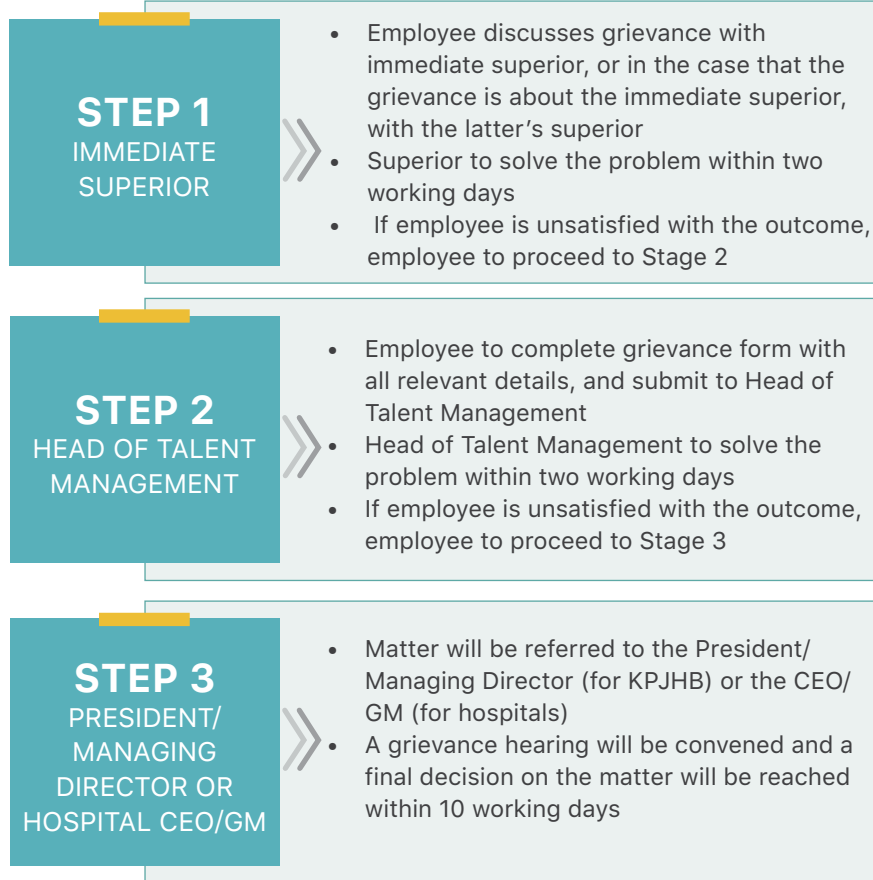 STEP 1
IMMEDIATE
SUPERIOR
• Employee discusses grievance with
immediate superior, or in the case that the
grievance is about the immediate superior,
with the latter’s superior
• Superior to solve the problem within two
working days
• If employee is unsatisfied with the outcome,
employee to proceed to Stage 2
STEP 2
HEAD OF TALENT
MANAGEMENT
• Employee to complete grievance form with
all relevant details, and submit to Head of
Talent Management
• Head of Talent Management to solve the
problem within two working days
• If employee is unsatisfied with the outcome,
employee to proceed to Stage 3
STEP 3
PRESIDENT/
MANAGING
DIRECTOR OR
HOSPITAL CEO/GM
• Matter will be referred to the President/
Managing Director (for KPJHB) or the CEO/
GM (for hospitals)
• A grievance hearing will be convened and a
final decision on the matter will be reached
within 10 working days